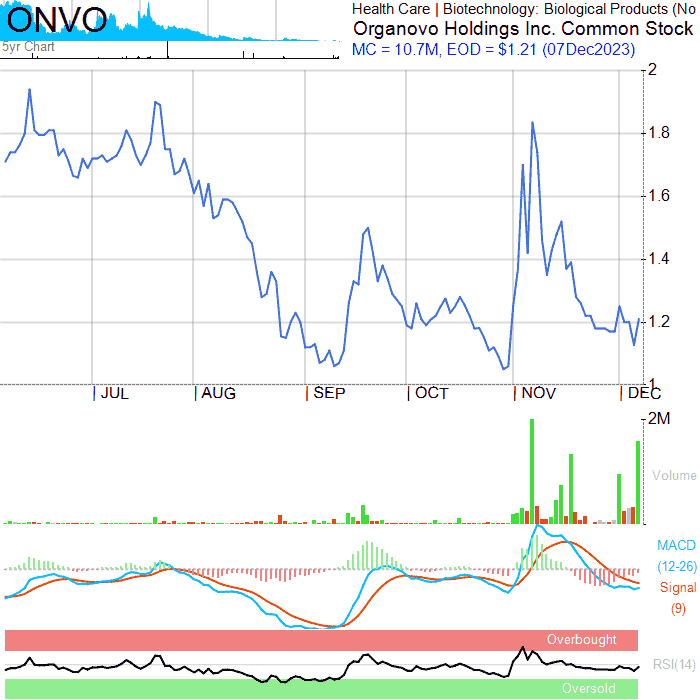 ONVO
5yr Chart
Health Care | Biotechnology: Biological Products (No
Organovo Holdings Inc. Common Stock
MC = 10.7M, EOD = $1.21 (07Dec2023)
2
1.8
1.6
1.4
1.2
1
JUL
AUG
SEP
OCT
NOV
DEC
2M
Volume
MACD
(12-26)
Signal
(9)
Overbought
RSI(14)
Oversold